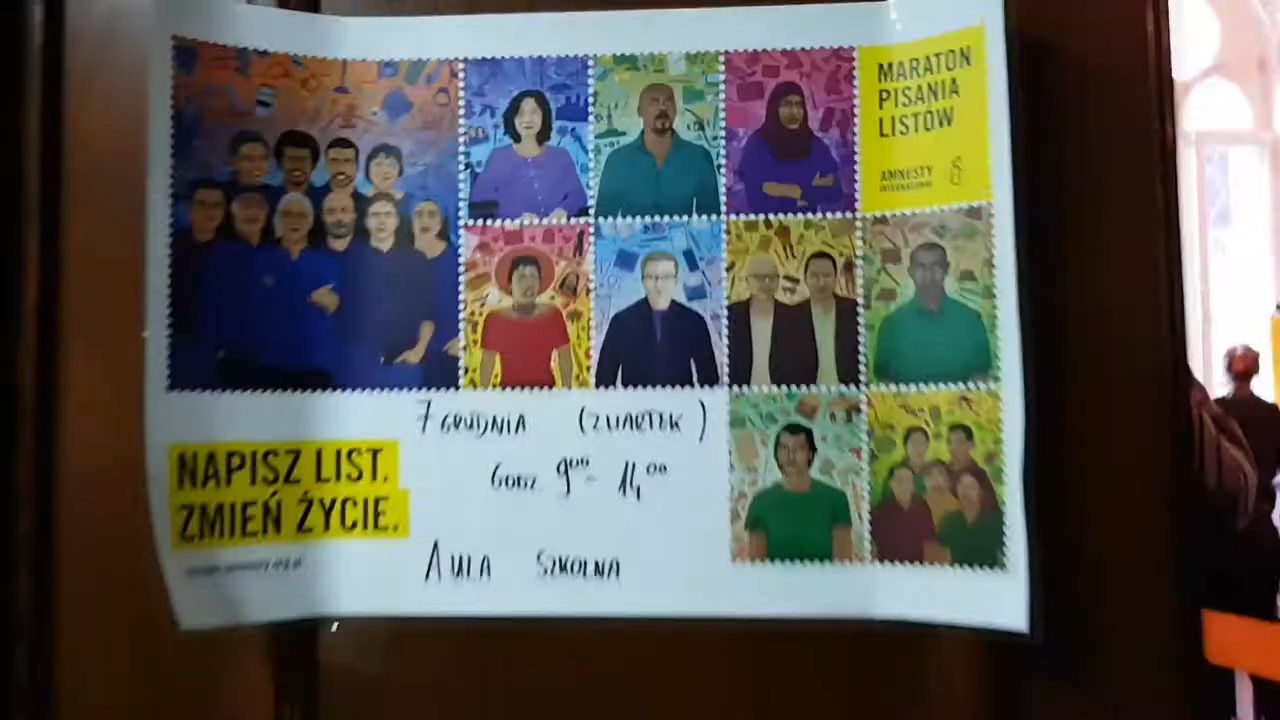 MARATON
PISANIA
LISTÓW
AMNESTY
INTERNATIONAL
7 GRUDNIA (CZWARTEK)
GODZ 9⁰⁰- 14⁰⁰
AULA SZKOLNA
NAPISZ LIST.
ZMIEŃ ŻYCIE.